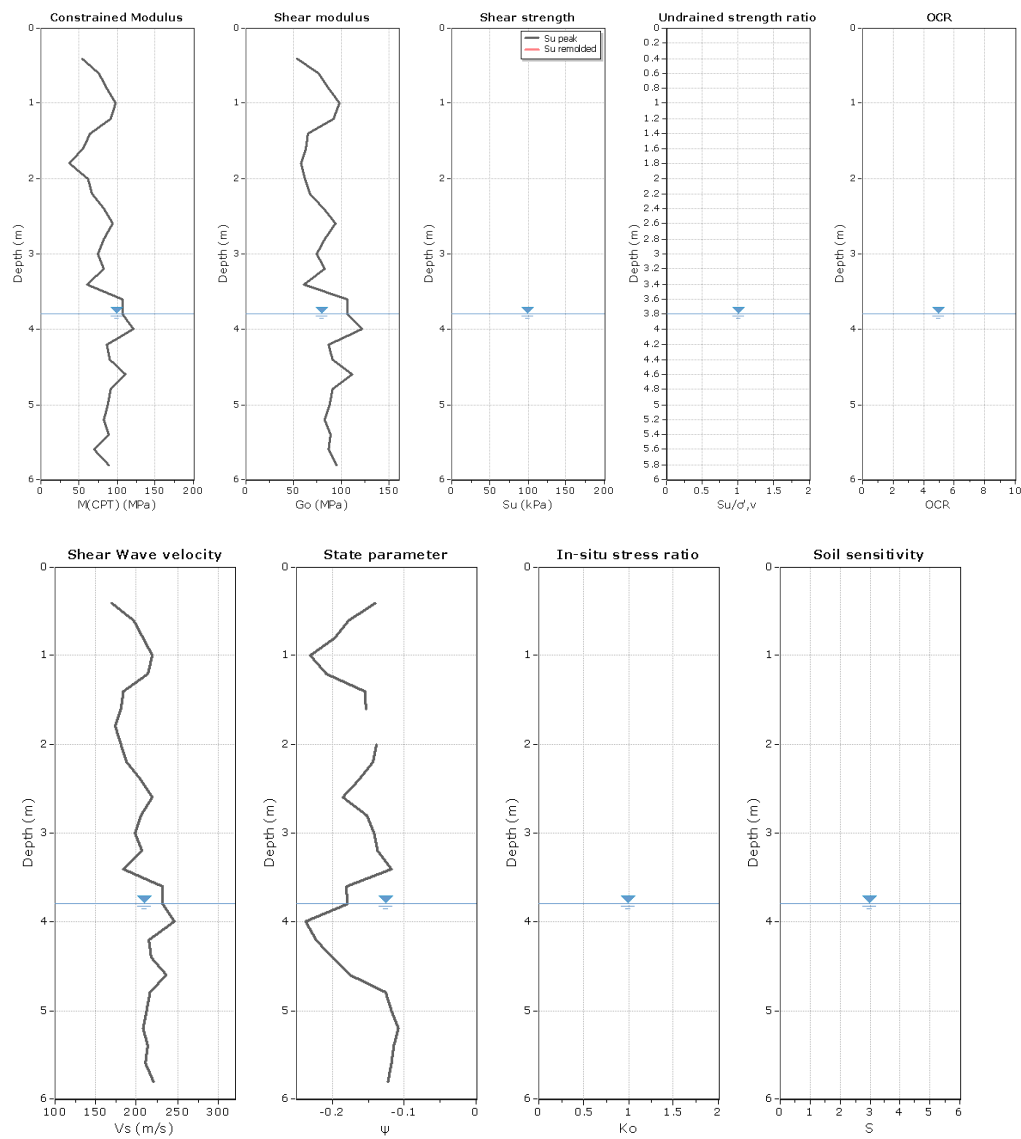 Constrained Modulus
Shear modulus
Shear strength
Undrained strength ratio
OCR
Depth (m)
0
1
2
3
4
5
6
0 50 100 150 200
M(CPT) (MPa)
Depth (m)
0
1
2
3
4
5
6
0 50 100 150
Go (MPa)
Su peak
Su remolded
Depth (m)
0
1
2
3
4
5
6
0 50 100 150 200
Su (kPa)
Depth (m)
0
0.2
0.4
0.6
0.8
1
1.2
1.4
1.6
1.8
2
2.2
2.4
2.6
2.8
3
3.2
3.4
3.6
3.8
4
4.2
4.4
4.6
4.8
5
5.2
5.4
5.6
5.8
0 0.5 1 1.5 2
Su/σ',v
Depth (m)
0
1
2
3
4
5
6
0 2 4 6 8 10
OCR
Shear Wave velocity
State parameter
In-situ stress ratio
Soil sensitivity
Depth (m)
0
1
2
3
4
5
6
100 150 200 250 300
Vs (m/s)
Depth (m)
0
1
2
3
4
5
6
-0.2 -0.1 0
ψ
Depth (m)
0
1
2
3
4
5
6
0 0.5 1 1.5 2
Ko
Depth (m)
0
1
2
3
4
5
6
0 1 2 3 4 5 6
S